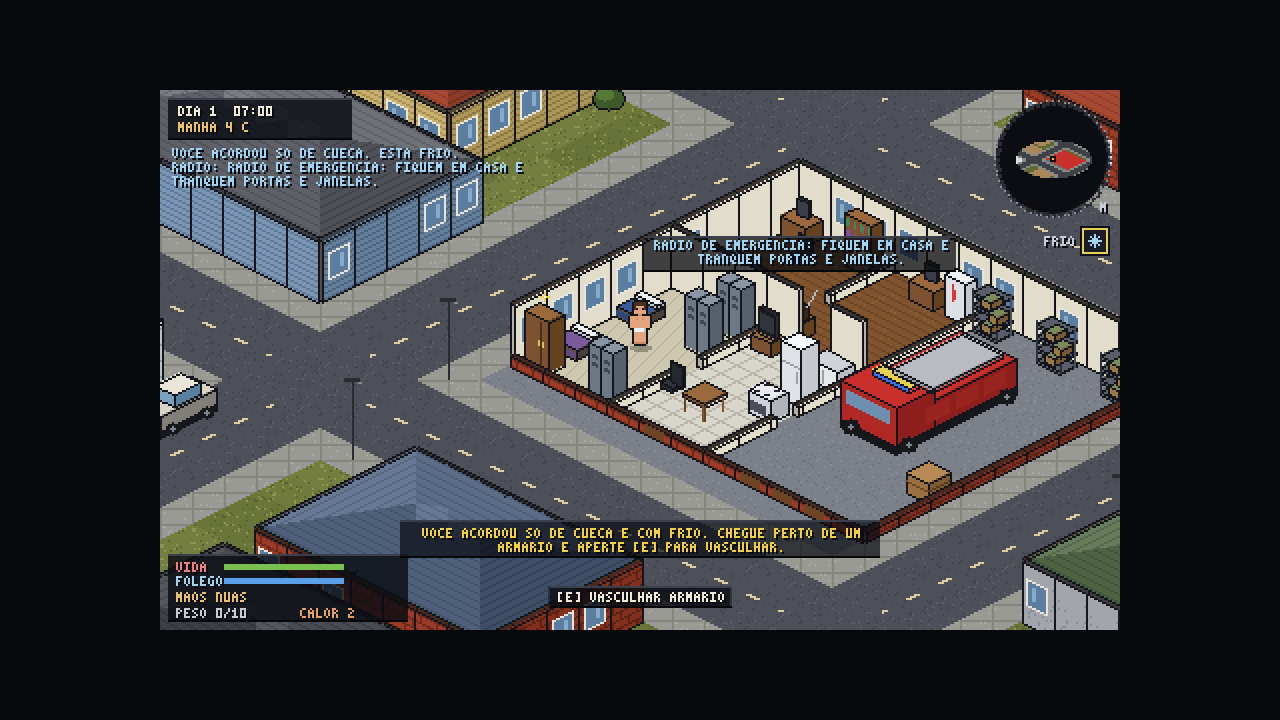 DIA 1 07:00
MANHA 4 C
VOCE ACORDOU SO DE CUECA. ESTA FRIO.
RADIO: RADIO DE EMERGENCIA: FIQUEM EM CASA E
TRANQUEM PORTAS E JANELAS.
N
FRIO
RADIO DE EMERGENCIA: FIQUEM EM CASA E
TRANQUEM PORTAS E JANELAS.
VOCE ACORDOU SO DE CUECA E COM FRIO. CHEGUE PERTO DE UM
ARMARIO E APERTE [E] PARA VASCULHAR.
[E] VASCULHAR ARMARIO
VIDA
FOLEGO
MAOS NUAS
PESO 0/10 CALOR 2